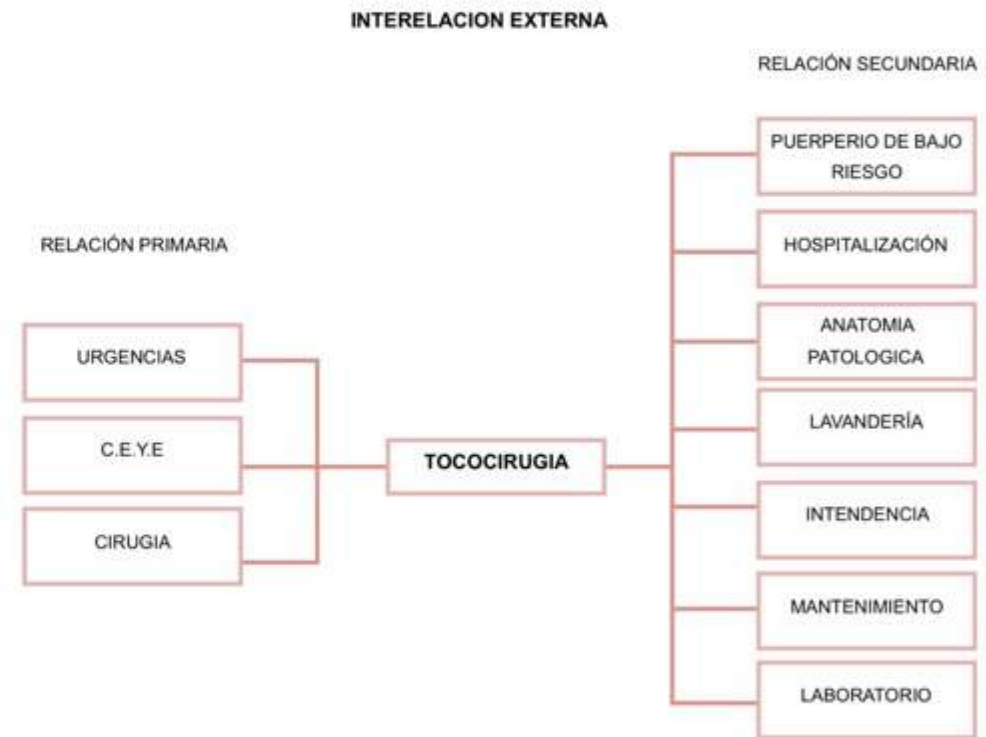 INTERELACION EXTERNA
RELACIÓN SECUNDARIA
PUERPERIO DE BAJO
RIESGO
HOSPITALIZACIÓN
ANATOMIA
PATOLOGICA
LAVANDERÍA
INTENDENCIA
MANTENIMIENTO
LABORATORIO
RELACIÓN PRIMARIA
URGENCIAS
C.E.Y.E
CIRUGIA
TOCOCIRUGIA